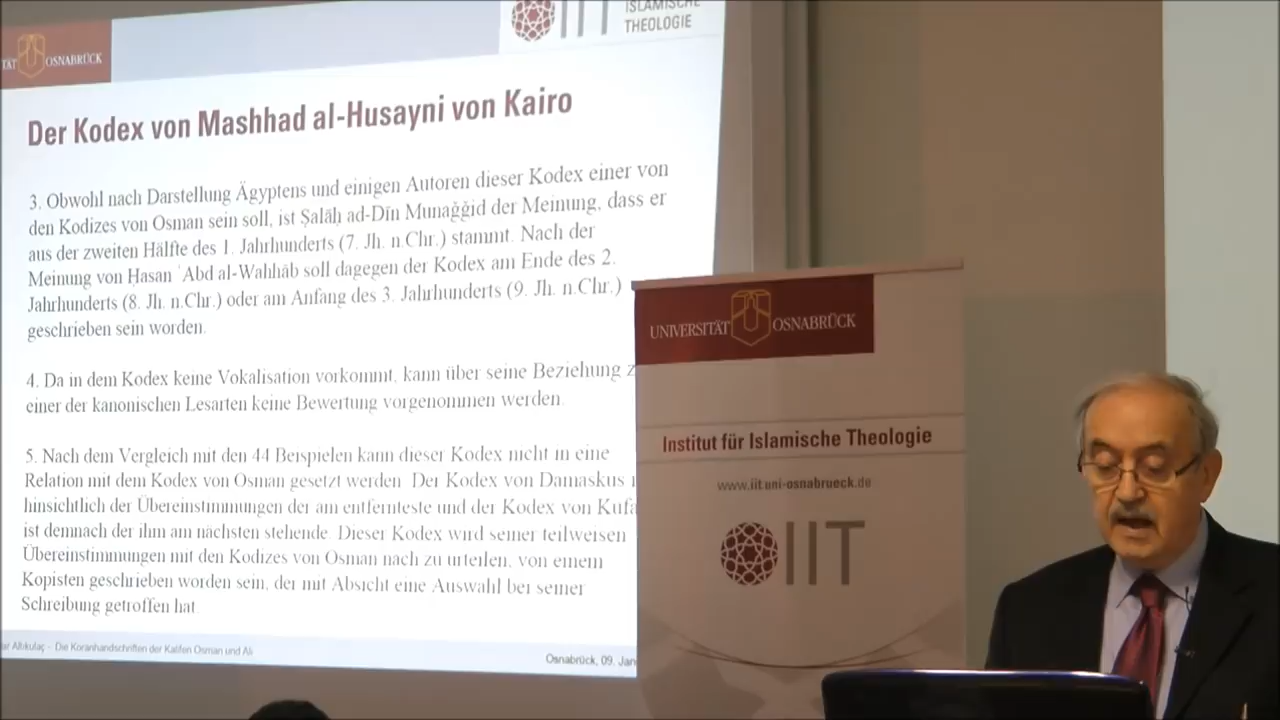 TÄT OSNABRÜCK
IIT
ISLAMISCHE
THEOLOGIE
Der Kodex von Mashhad al-Husayni von Kairo
3. Obwohl nach Darstellung Ägyptens und einigen Autoren dieser Kodex einer von
den Kodizes von Osman sein soll, ist Ṣalāḥ ad-Dīn Munaǧǧid der Meinung, dass er
aus der zweiten Hälfte des 1. Jahrhunderts (7. Jh. n.Chr.) stammt. Nach der
Meinung von Ḥasan ʿAbd al-Wahhāb soll dagegen der Kodex am Ende des 2.
Jahrhunderts (8. Jh. n.Chr.) oder am Anfang des 3. Jahrhunderts (9. Jh. n.Chr.)
geschrieben sein worden.
4. Da in dem Kodex keine Vokalisation vorkommt, kann über seine Beziehung z
einer der kanonischen Lesarten keine Bewertung vorgenommen werden.
5. Nach dem Vergleich mit den 44 Beispielen kann dieser Kodex nicht in eine
Relation mit dem Kodex von Osman gesetzt werden. Der Kodex von Damaskus
hinsichtlich der Übereinstimmungen der am entfernteste und der Kodex von Kufa
ist demnach der ihm am nächsten stehende. Dieser Kodex wird seiner teilweisen
Übereinstimmungen mit den Kodizes von Osman nach zu urteilen, von einem
Kopisten geschrieben worden sein, der mit Absicht eine Auswahl bei seiner
Schreibung getroffen hat.
ar Altıkulaç - Die Koranhandschriften der Kalifen Osman und Ali
Osnabrück, 09. Jan
UNIVERSITÄT OSNABRÜCK
Institut für Islamische Theologie
www.iit.uni-osnabrueck.de
IIT